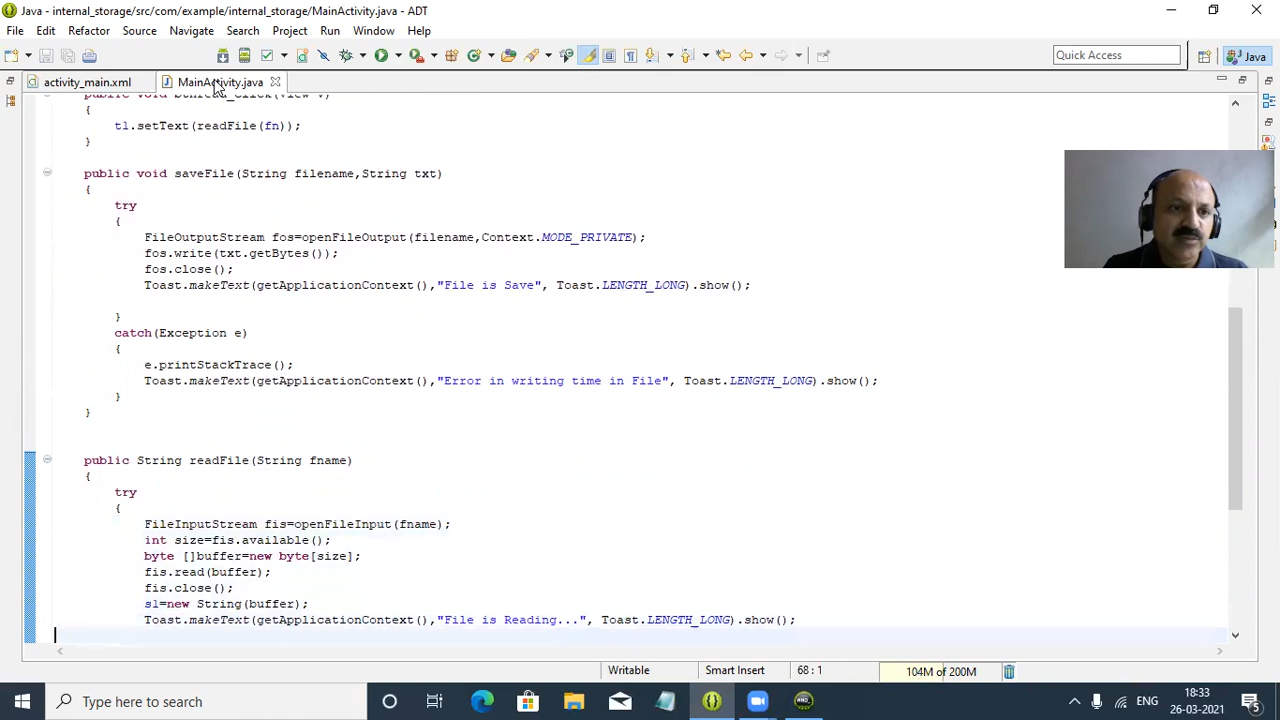 Java - internal_storage/src/com/example/internal_storage/MainActivity.java - ADT
File Edit Refactor Source Navigate Search Project Run Window Help
Quick Access
Java
activity_main.xml
MainActivity.java
public void btnread_Click(View v)
{
t1.setText(readFile(fn));
}
public void saveFile(String filename,String txt)
{
try
{
FileOutputStream fos=openFileOutput(filename,Context.MODE_PRIVATE);
fos.write(txt.getBytes());
fos.close();
Toast.makeText(getApplicationContext(),"File is Save", Toast.LENGTH_LONG).show();
}
catch(Exception e)
{
e.printStackTrace();
Toast.makeText(getApplicationContext(),"Error in writing time in File", Toast.LENGTH_LONG).show();
}
}
public String readFile(String fname)
{
try
{
FileInputStream fis=openFileInput(fname);
int size=fis.available();
byte []buffer=new byte[size];
fis.read(buffer);
fis.close();
s1=new String(buffer);
Toast.makeText(getApplicationContext(),"File is Reading...", Toast.LENGTH_LONG).show();
Writable
Smart Insert
68 : 1
104M of 200M
Type here to search
ENG
18:33
26-03-2021
5